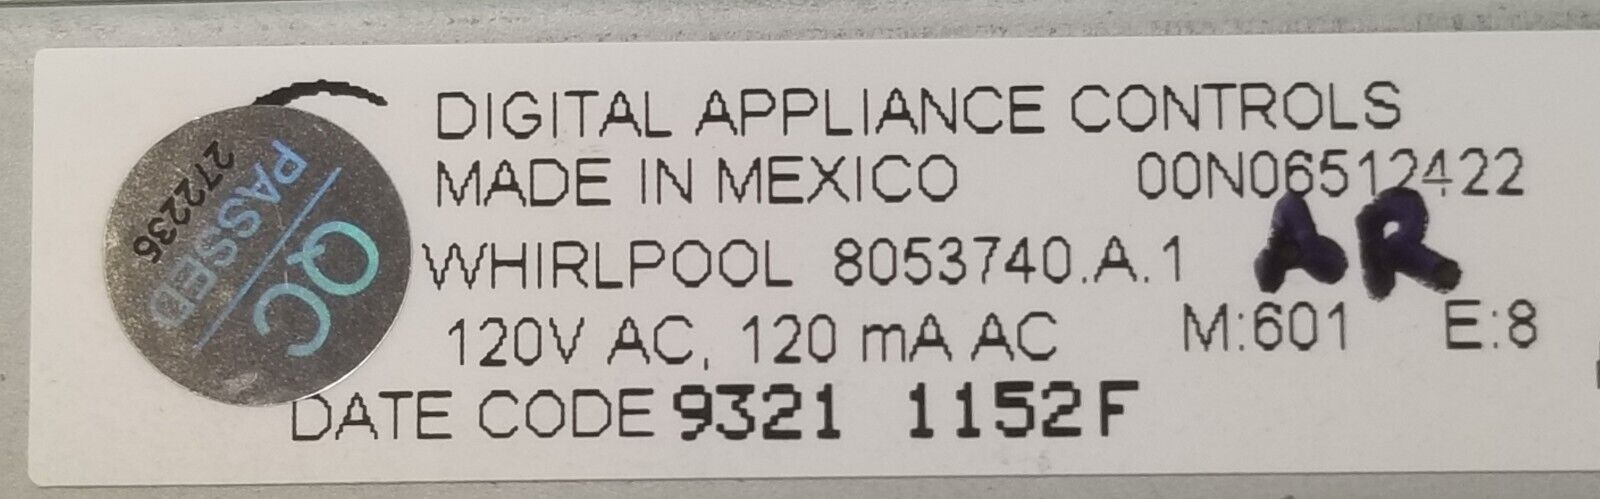 DIGITAL APPLIANCE CONTROLS
MADE IN MEXICO 00N06512422
WHIRLPOOL 8053740.A.1 AR
120V AC, 120 mA AC M:601 E:8
DATE CODE 9321 1152F
QC
PASSED
272236